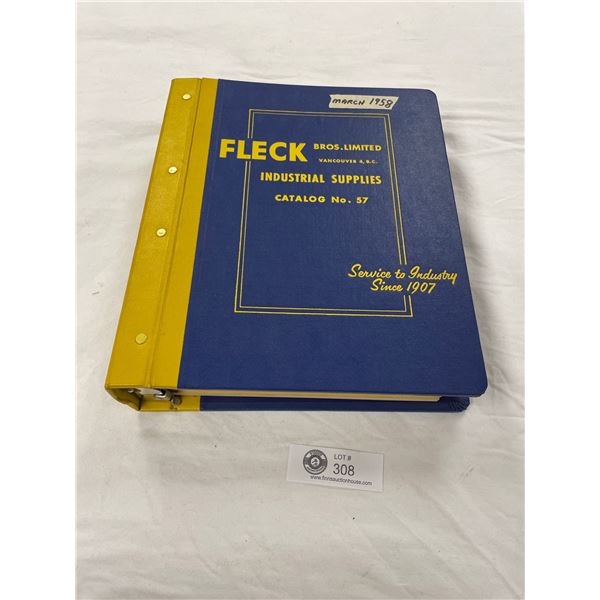 MARCH 1958
FLECK BROS. LIMITED
VANCOUVER 4, B.C.
INDUSTRIAL SUPPLIES
CATALOG No. 57
Service to Industry
Since 1907
LOT #
308
www.finnsauctionhouse.com